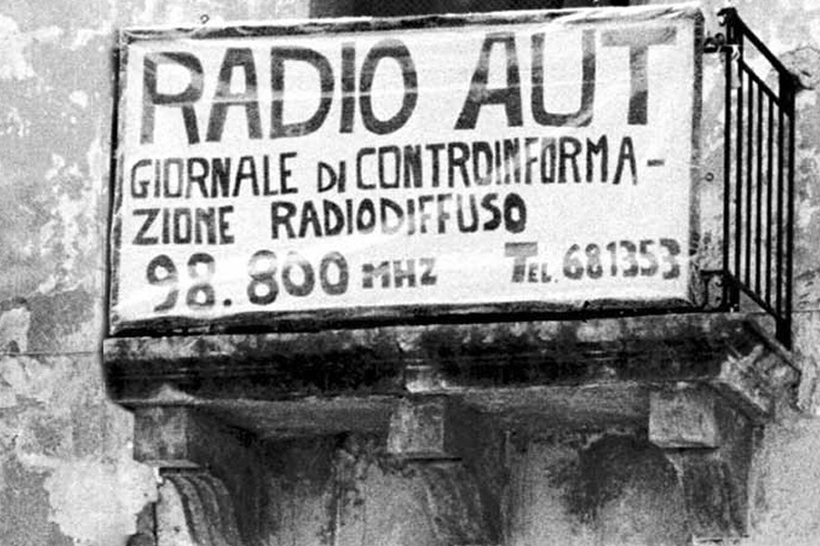 RADIO AUT
GIORNALE DI CONTROINFORMA-
ZIONE RADIODIFFUSO
98.800 MHZ TEL. 681353